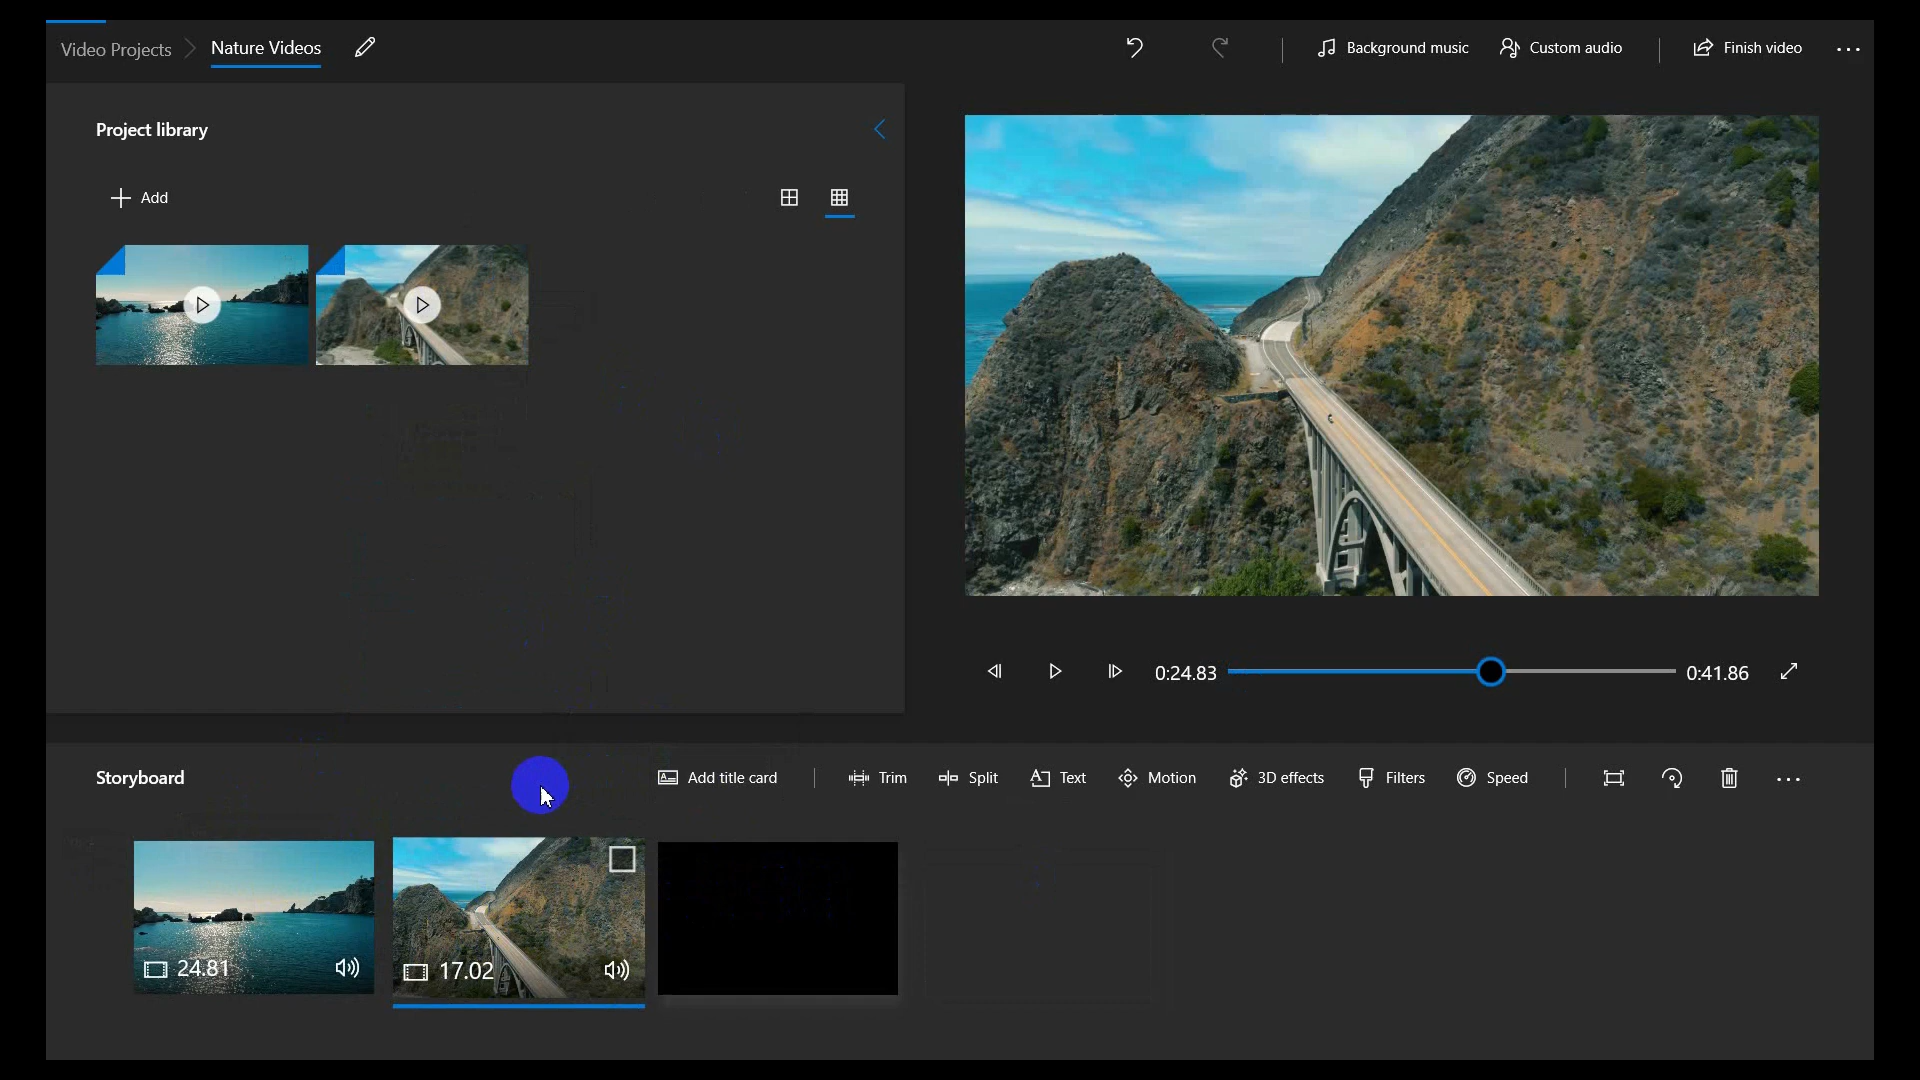 Video Projects
Nature Videos
Background music
Custom audio
Finish video
Project library
Add
0:24.83
0:41.86
Storyboard
Add title card
Trim
Split
Text
Motion
3D effects
Filters
Speed
24.81
17.02